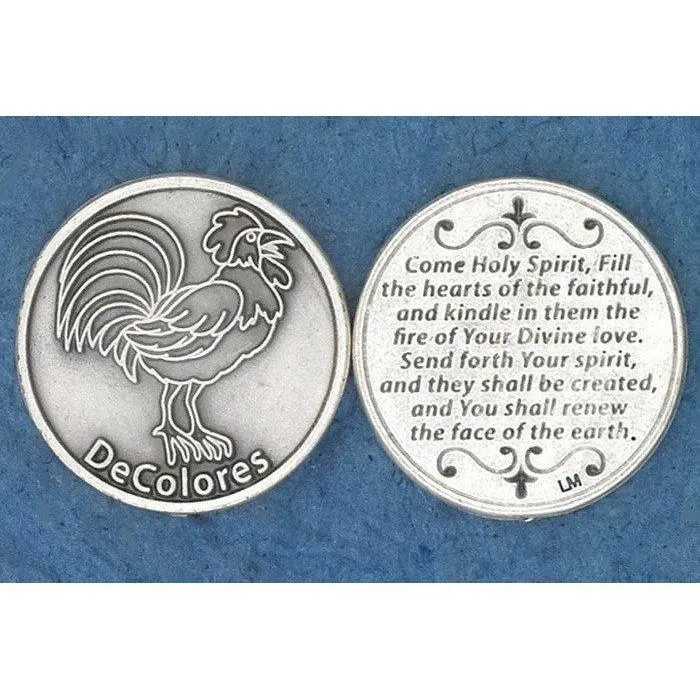 DeColores
Come Holy Spirit, Fill
the hearts of the faithful,
and kindle in them the
fire of Your Divine love.
Send forth Your spirit,
and they shall be created,
and You shall renew
the face of the earth.
LM